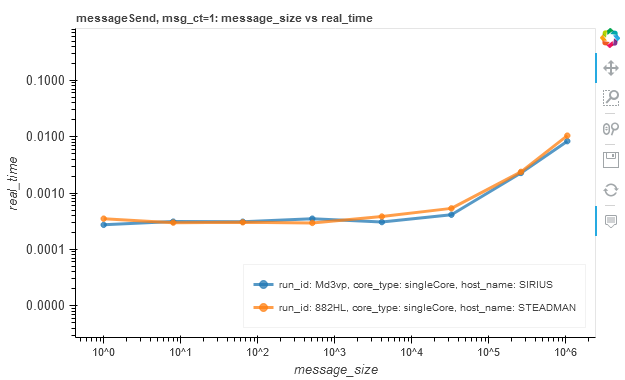 messageSend, msg_ct=1: message_size vs real_time
real_time
0.1000
0.0100
0.0010
0.0001
0.0000
run_id: Md3vp, core_type: singleCore, host_name: SIRIUS
run_id: 882HL, core_type: singleCore, host_name: STEADMAN
10^0 10^1 10^2 10^3 10^4 10^5 10^6
message_size